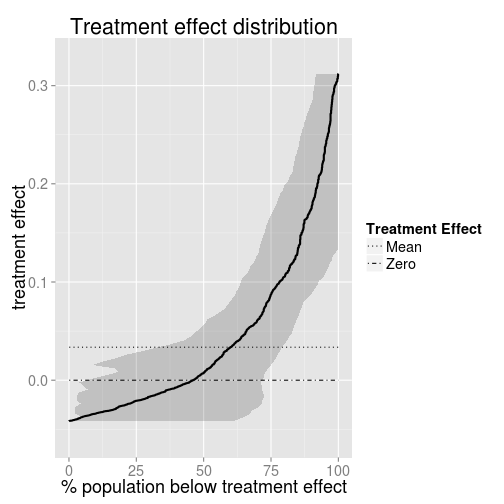 Treatment effect distribution
treatment effect
0.3
0.2
0.1
0.0
0 25 50 75 100
% population below treatment effect
Treatment Effect
Mean
Zero